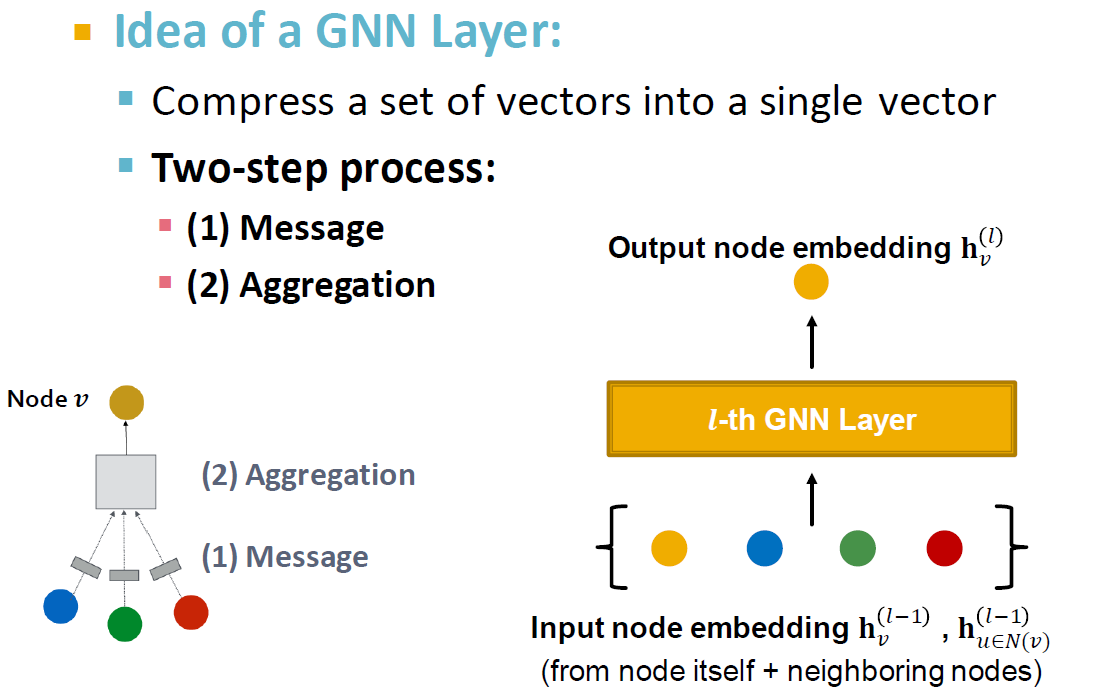 Idea of a GNN Layer:
Compress a set of vectors into a single vector
Two-step process:
(1) Message
(2) Aggregation
Node 𝒗
(2) Aggregation
(1) Message
Output node embedding 𝐡_𝑣^(𝑙)
𝒍-th GNN Layer
Input node embedding 𝐡_𝑣^(𝑙−1) , 𝐡_{𝑢∈𝑁(𝑣)}^(𝑙−1)
(from node itself + neighboring nodes)